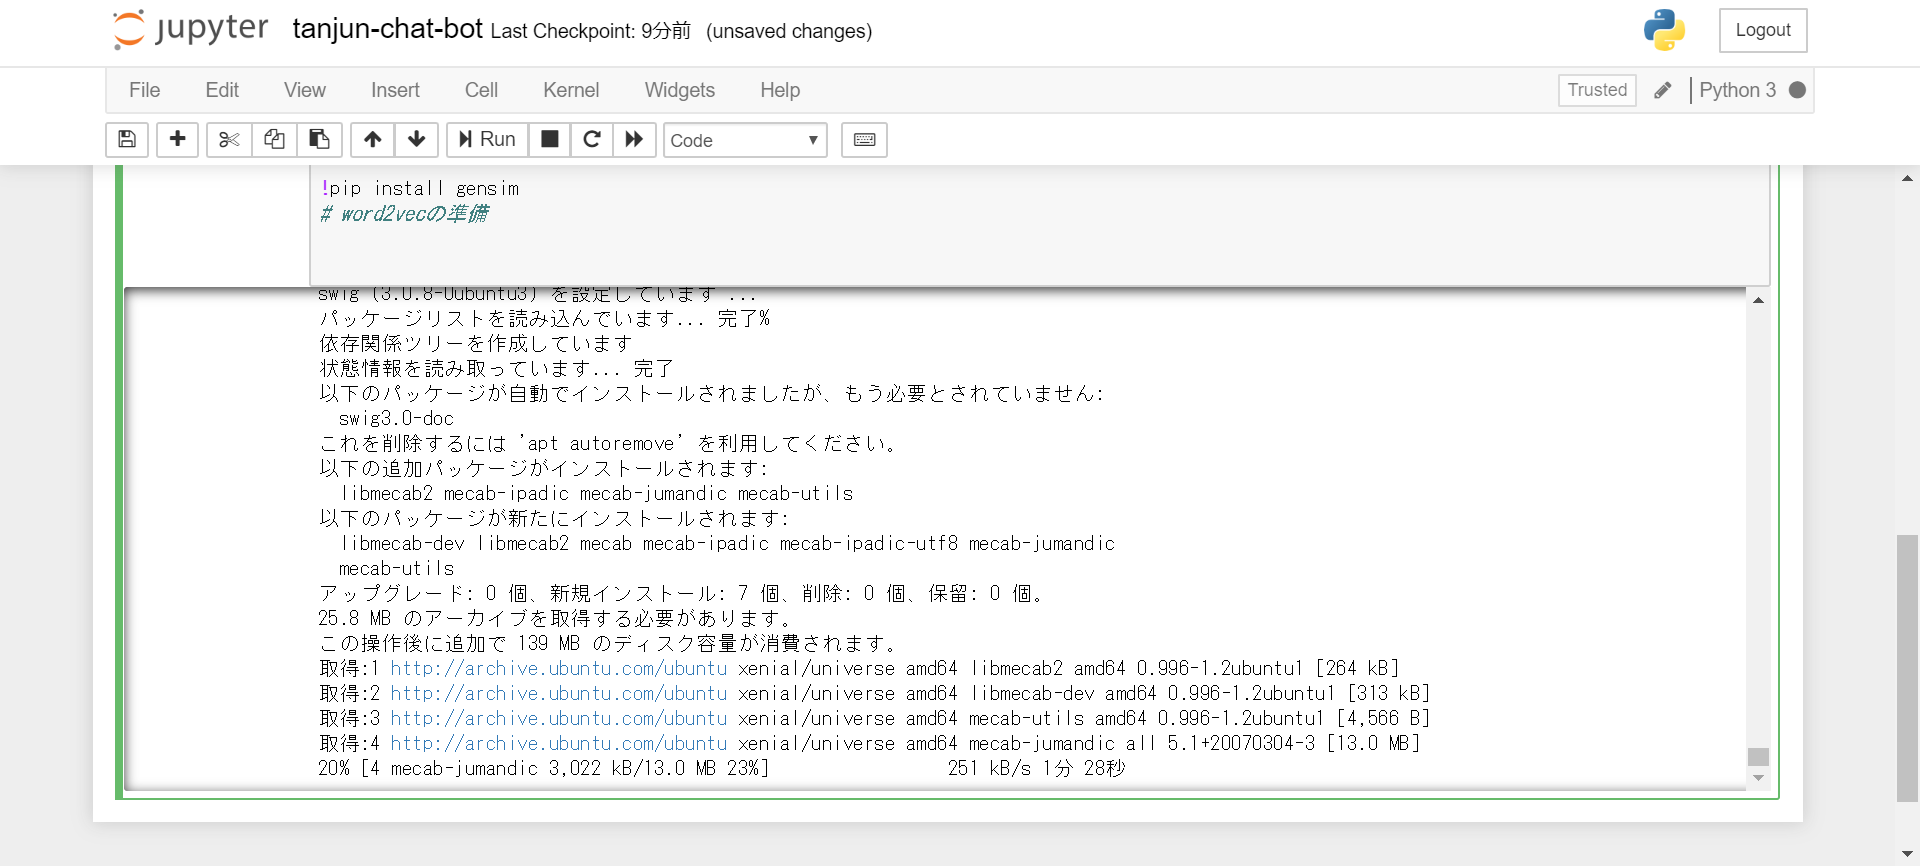 jupyter tanjun-chat-bot Last Checkpoint: 9分前 (unsaved changes) Logout
File Edit View Insert Cell Kernel Widgets Help Trusted Python 3
Run Code
!pip install gensim
# word2vecの準備
swig (3.0.8-0ubuntu3) を設定しています ...
パッケージリストを読み込んでいます... 完了%
依存関係ツリーを作成しています
状態情報を読み取っています... 完了
以下のパッケージが自動でインストールされましたが、もう必要とされていません:
swig3.0-doc
これを削除するには 'apt autoremove' を利用してください。
以下の追加パッケージがインストールされます:
libmecab2 mecab-ipadic mecab-jumandic mecab-utils
以下のパッケージが新たにインストールされます:
libmecab-dev libmecab2 mecab mecab-ipadic mecab-ipadic-utf8 mecab-jumandic
mecab-utils
アップグレード: 0 個、新規インストール: 7 個、削除: 0 個、保留: 0 個。
25.8 MB のアーカイブを取得する必要があります。
この操作後に追加で 139 MB のディスク容量が消費されます。
取得:1 http://archive.ubuntu.com/ubuntu xenial/universe amd64 libmecab2 amd64 0.996-1.2ubuntu1 [264 kB]
取得:2 http://archive.ubuntu.com/ubuntu xenial/universe amd64 libmecab-dev amd64 0.996-1.2ubuntu1 [313 kB]
取得:3 http://archive.ubuntu.com/ubuntu xenial/universe amd64 mecab-utils amd64 0.996-1.2ubuntu1 [4,566 B]
取得:4 http://archive.ubuntu.com/ubuntu xenial/universe amd64 mecab-jumandic all 5.1+20070304-3 [13.0 MB]
20% [4 mecab-jumandic 3,022 kB/13.0 MB 23%] 251 kB/s 1分 28秒